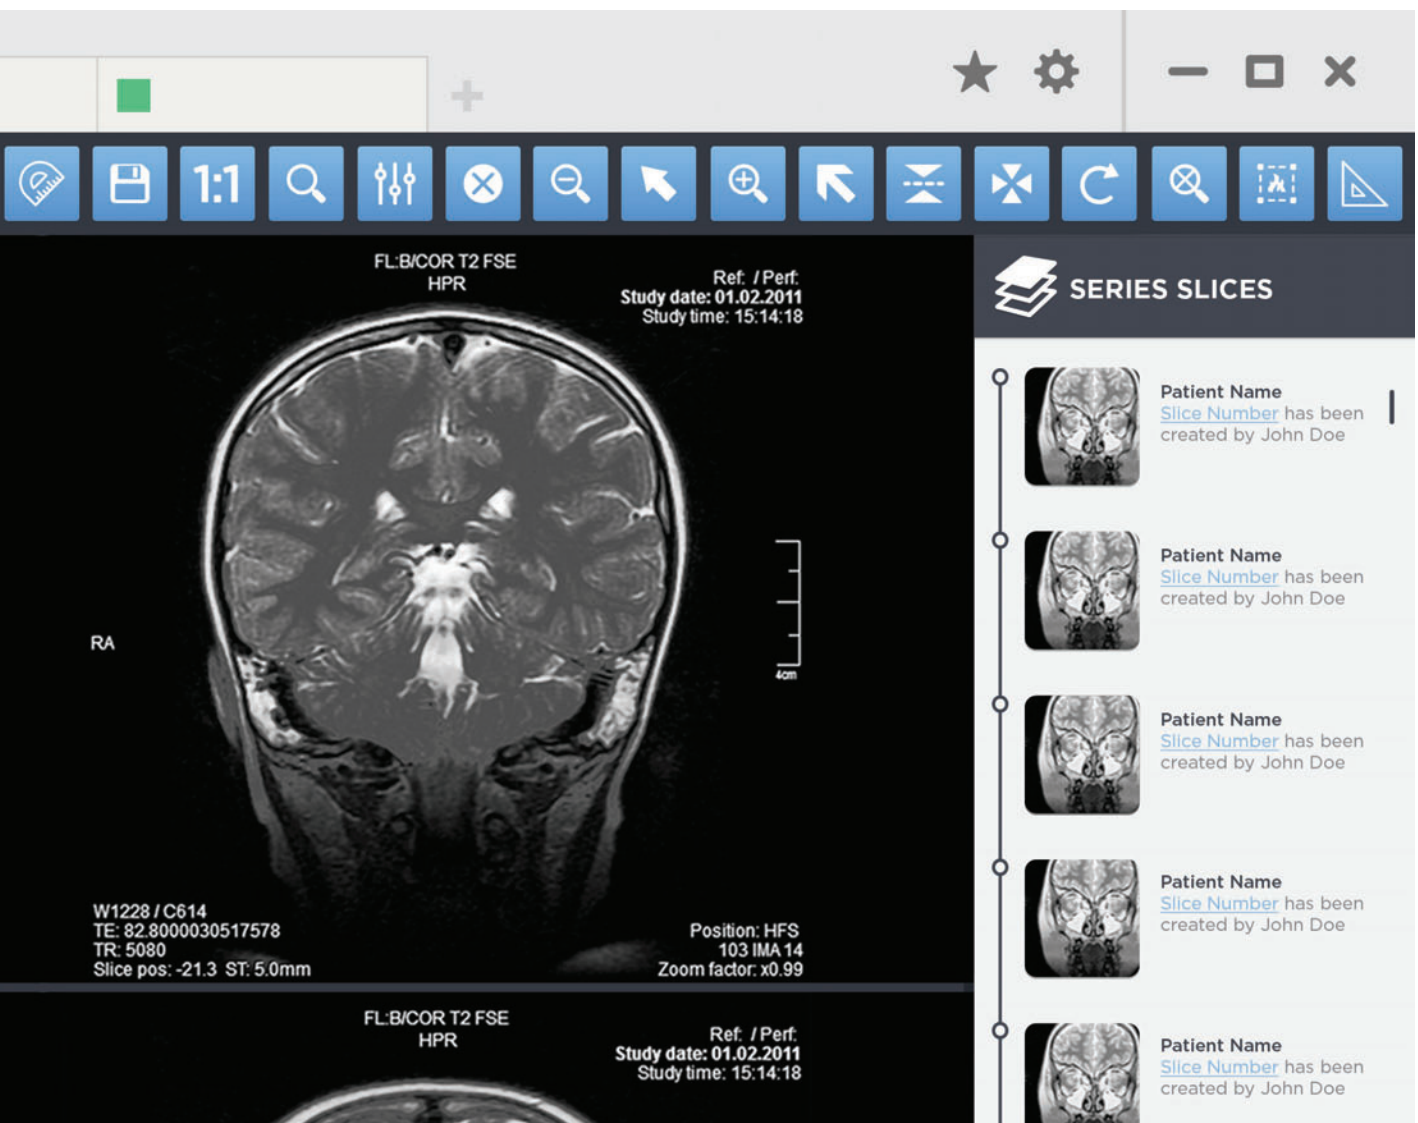 1:1
FL:B/COR T2 FSE
HPR
Ref: / Perf:
Study date: 01.02.2011
Study time: 15:14:18
RA
4cm
W1228 / C614
TE: 82.8000030517578
TR: 5080
Slice pos: -21.3 ST: 5.0mm
Position: HFS
103 IMA 14
Zoom factor: x0.99
FL:B/COR T2 FSE
HPR
Ref: / Perf:
Study date: 01.02.2011
Study time: 15:14:18
SERIES SLICES
Patient Name
Slice Number has been
created by John Doe
Patient Name
Slice Number has been
created by John Doe
Patient Name
Slice Number has been
created by John Doe
Patient Name
Slice Number has been
created by John Doe
Patient Name
Slice Number has been
created by John Doe